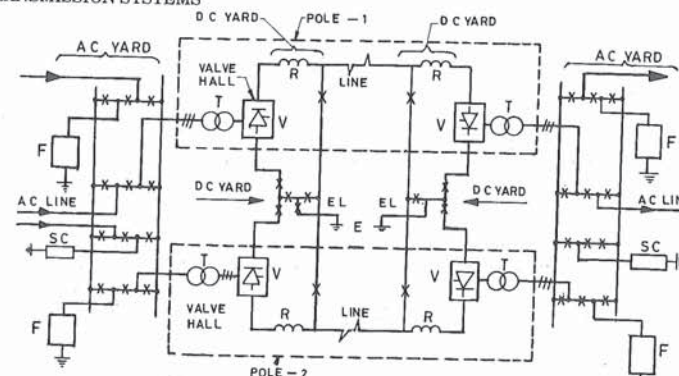 TRANSMISSION SYSTEMS
DC YARD
POLE - 1
DC YARD
AC YARD
AC YARD
VALVE HALL
R
LINE
R
T
V
V
T
F
F
AC LINE
DC YARD
EL
E
EL
DC YARD
AC LIN
SC
SC
T
V
V
T
VALVE HALL
R
LINE
R
F
F
POLE - 2